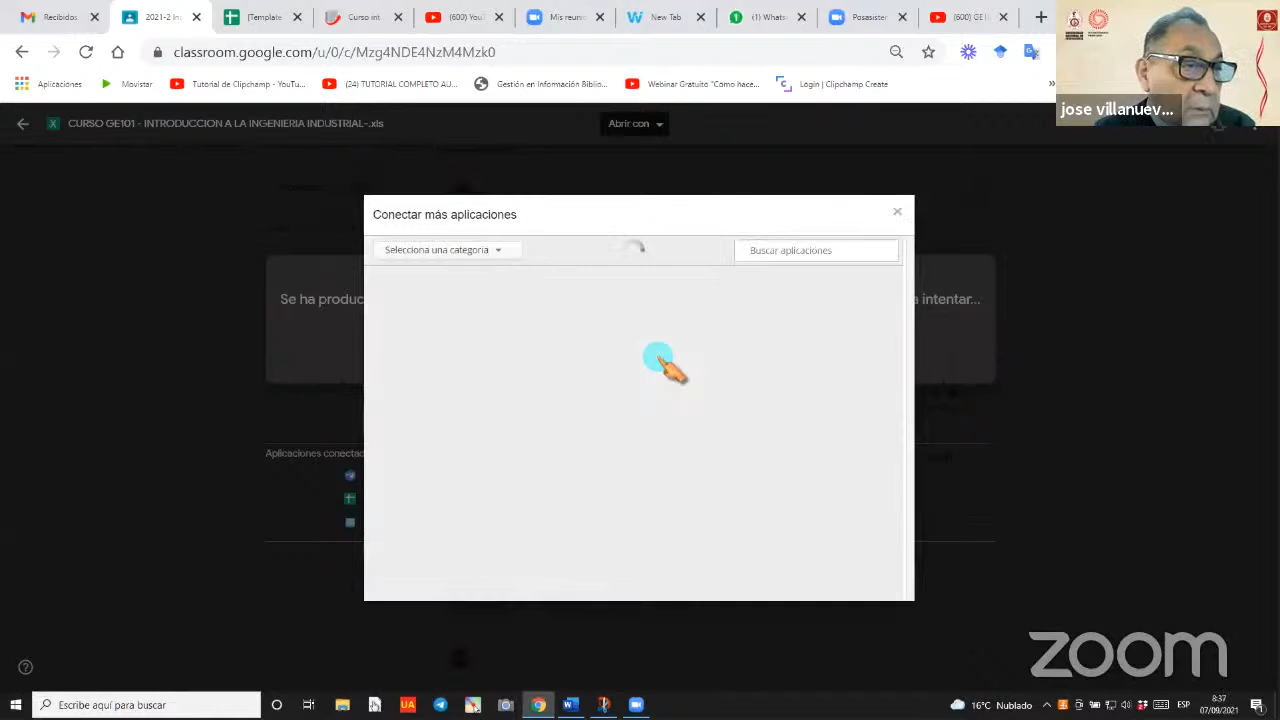 Recibidos
2021-2 In
[Template
Curso int
(600) You
Mis reuni
New Tab
(1) Whats
Posasister
(600) GE I
classroom.google.com/u/0/c/Mzg
Aplicaciones
Movistar
Tutorial de Clipchamp - YouTu...
(24) TUTORIAL COMPLETO AU...
Gestión en Información Biblio...
Webinar Gratuito "Como hace...
Login | Clipchamp Create
»
jose villanuev...
CURSO GE101 - INTRODUCCION A LA INGENIERIA INDUSTRIAL-.xls
Abrir con
Conectar más aplicaciones
Selecciona una categoría
Buscar aplicaciones
Se ha produc
a intentar...
Aplicaciones conectad
zoom
Escribe aquí para buscar
UA
16°C Nublado
ESP
8:37
07/09/2021